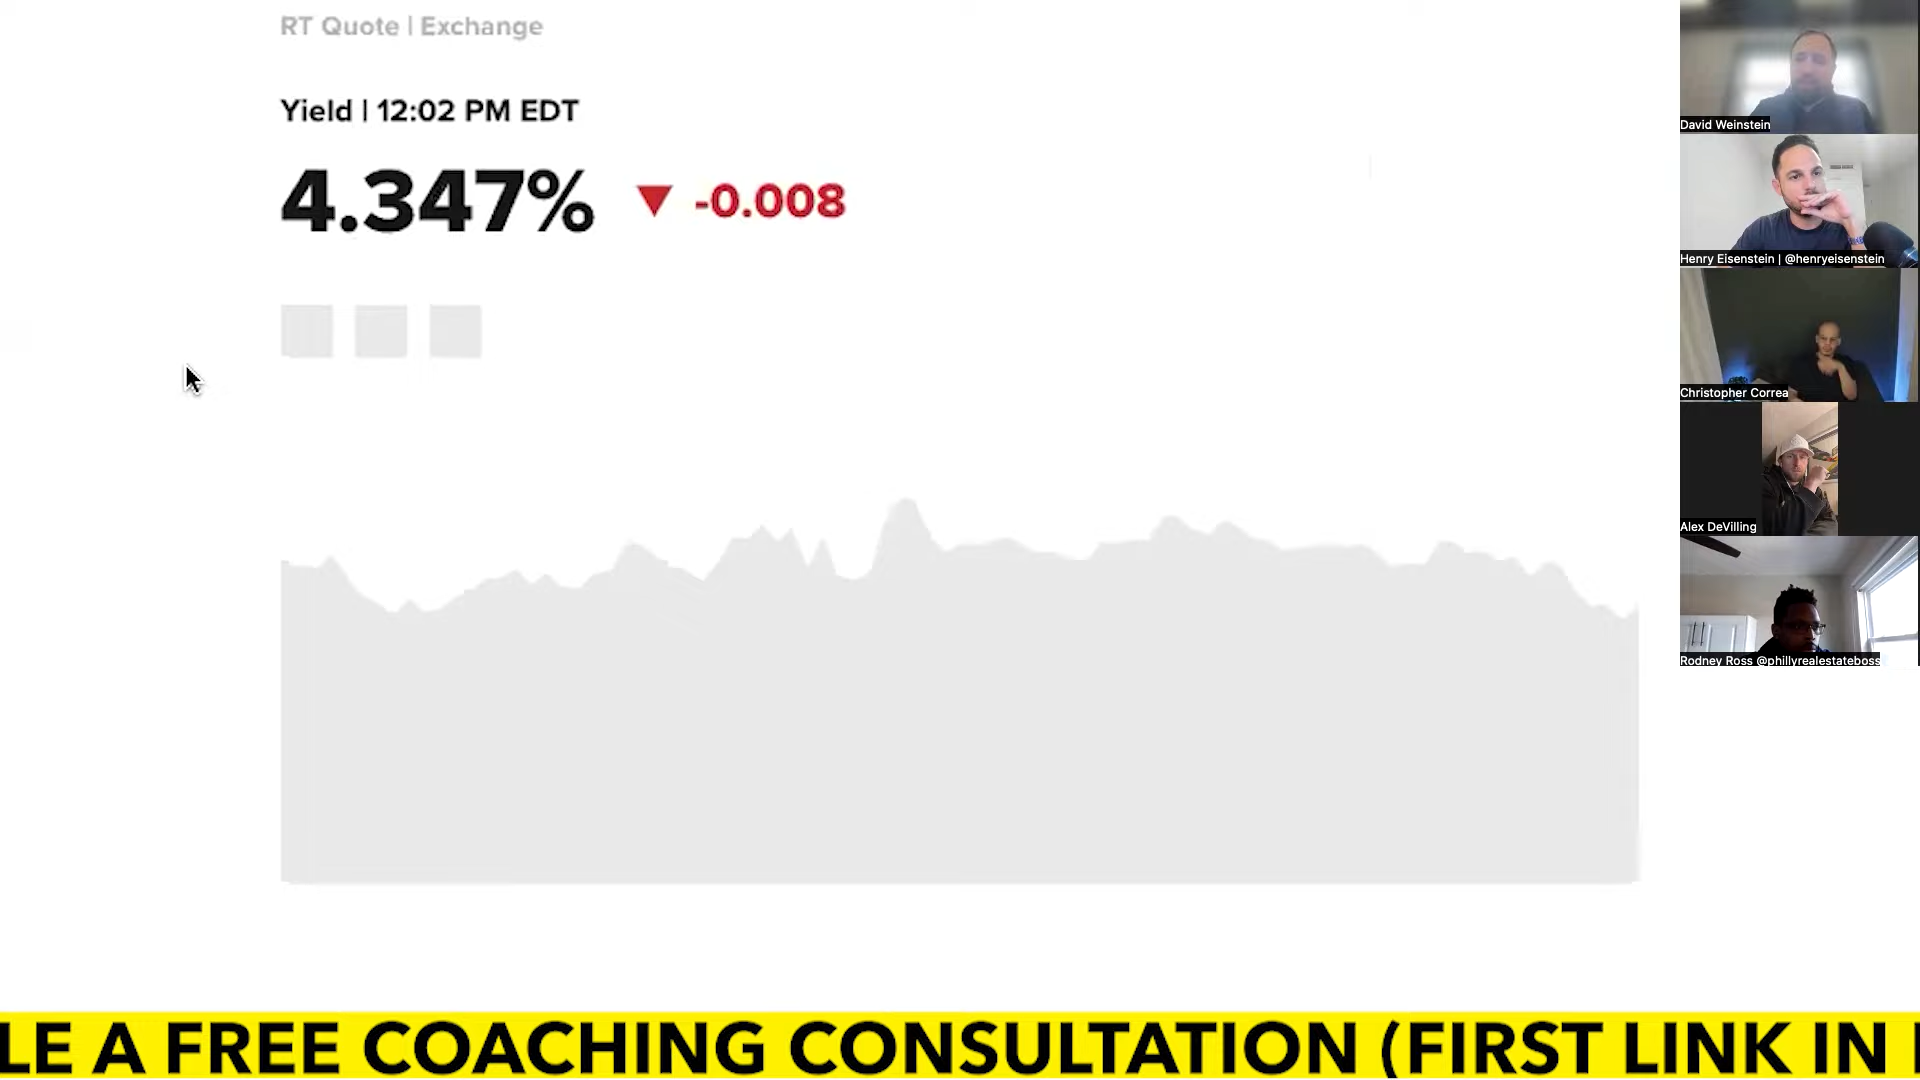 RT Quote | Exchange
Yield | 12:02 PM EDT
4.347% ▼ -0.008
David Weinstein
Henry Eisenstein | @henryeisenstein
Christopher Correa
Alex DeVilling
Rodney Ross @phillyrealestateboss
LE A FREE COACHING CONSULTATION (FIRST LINK IN